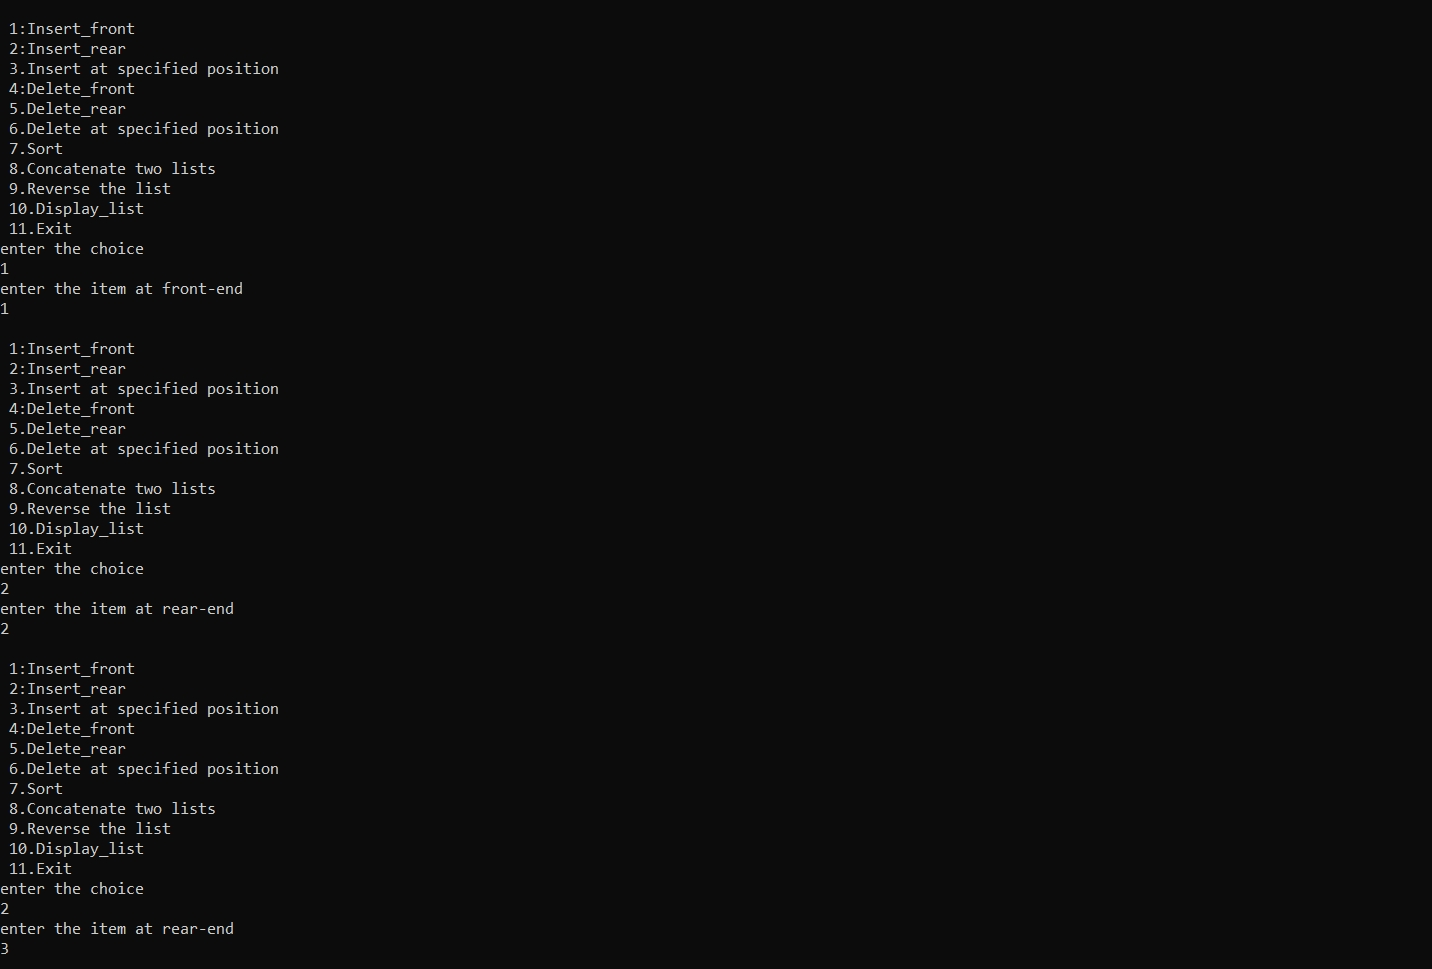 1:Insert_front
2:Insert_rear
3.Insert at specified position
4:Delete_front
5.Delete_rear
6.Delete at specified position
7.Sort
8.Concatenate two lists
9.Reverse the list
10.Display_list
11.Exit
enter the choice
1
enter the item at front-end
1
1:Insert_front
2:Insert_rear
3.Insert at specified position
4:Delete_front
5.Delete_rear
6.Delete at specified position
7.Sort
8.Concatenate two lists
9.Reverse the list
10.Display_list
11.Exit
enter the choice
2
enter the item at rear-end
2
1:Insert_front
2:Insert_rear
3.Insert at specified position
4:Delete_front
5.Delete_rear
6.Delete at specified position
7.Sort
8.Concatenate two lists
9.Reverse the list
10.Display_list
11.Exit
enter the choice
2
enter the item at rear-end
3